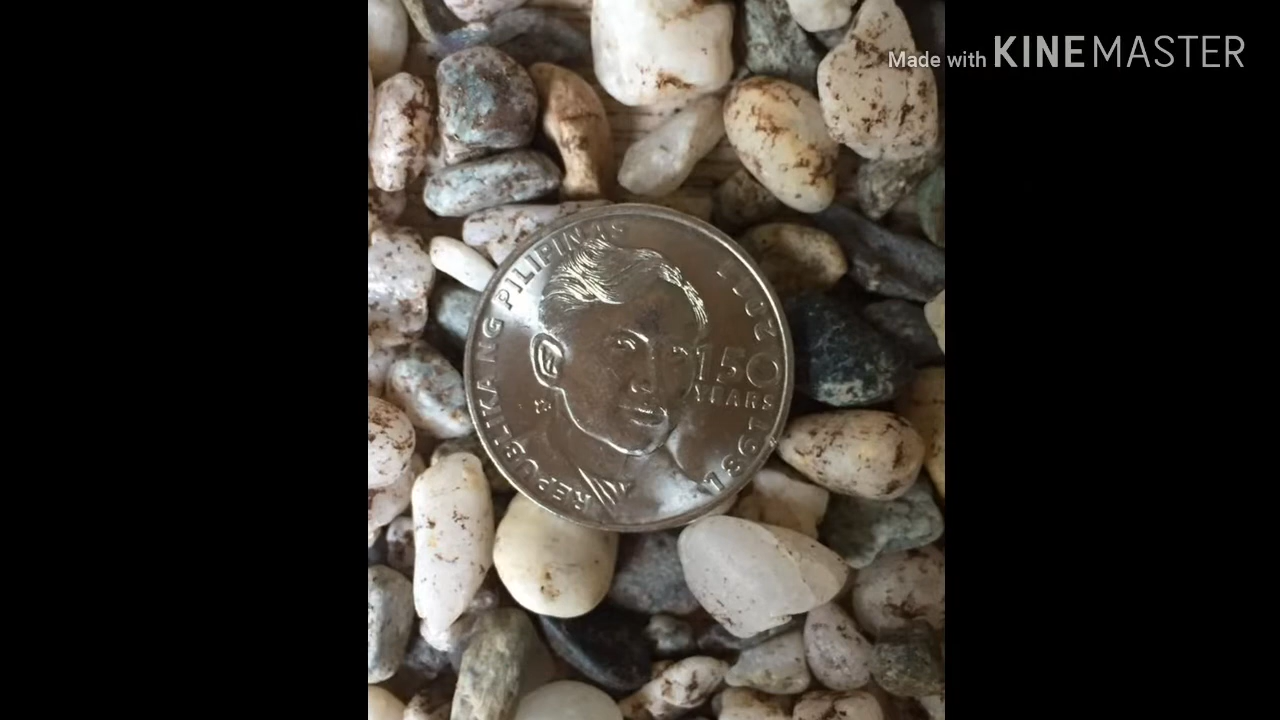 Made with KINEMASTER
REPUBLIKA NG PILIPINAS
150
YEARS
2011
1861